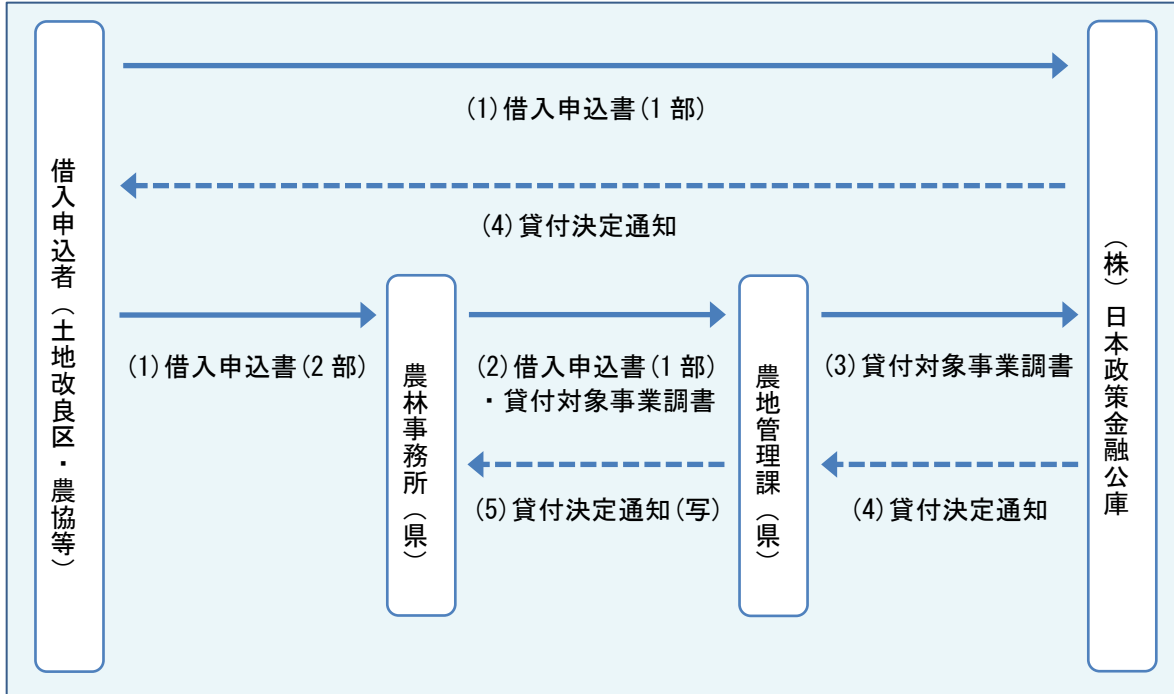 借入申込者（土地改良区・農協等）
(1)借入申込書(1部)
(4)貸付決定通知
(1)借入申込書(2部)
農林事務所（県）
(2)借入申込書(1部)
・貸付対象事業調書
(5)貸付決定通知(写)
農地管理課（県）
(3)貸付対象事業調書
(4)貸付決定通知
（株）日本政策金融公庫